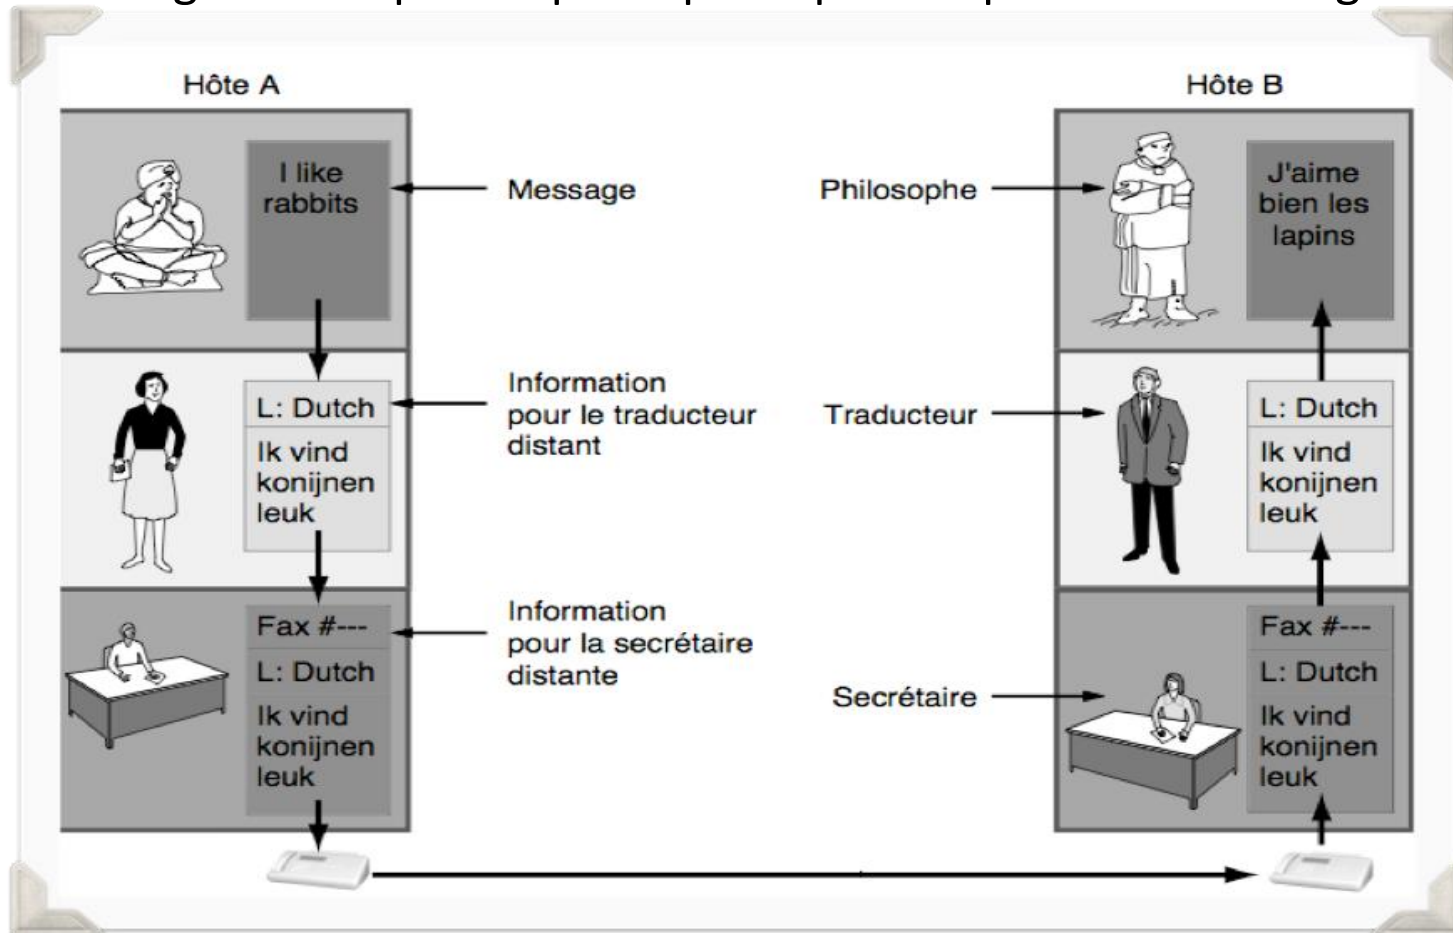 Hôte A
Hôte B
I like
rabbits
Message
Philosophe
J'aime
bien les
lapins
L: Dutch
Ik vind
konijnen
leuk
Information
pour le traducteur
distant
Traducteur
L: Dutch
Ik vind
konijnen
leuk
Fax #---
L: Dutch
Ik vind
konijnen
leuk
Information
pour la secrétaire
distante
Secrétaire
Fax #---
L: Dutch
Ik vind
konijnen
leuk